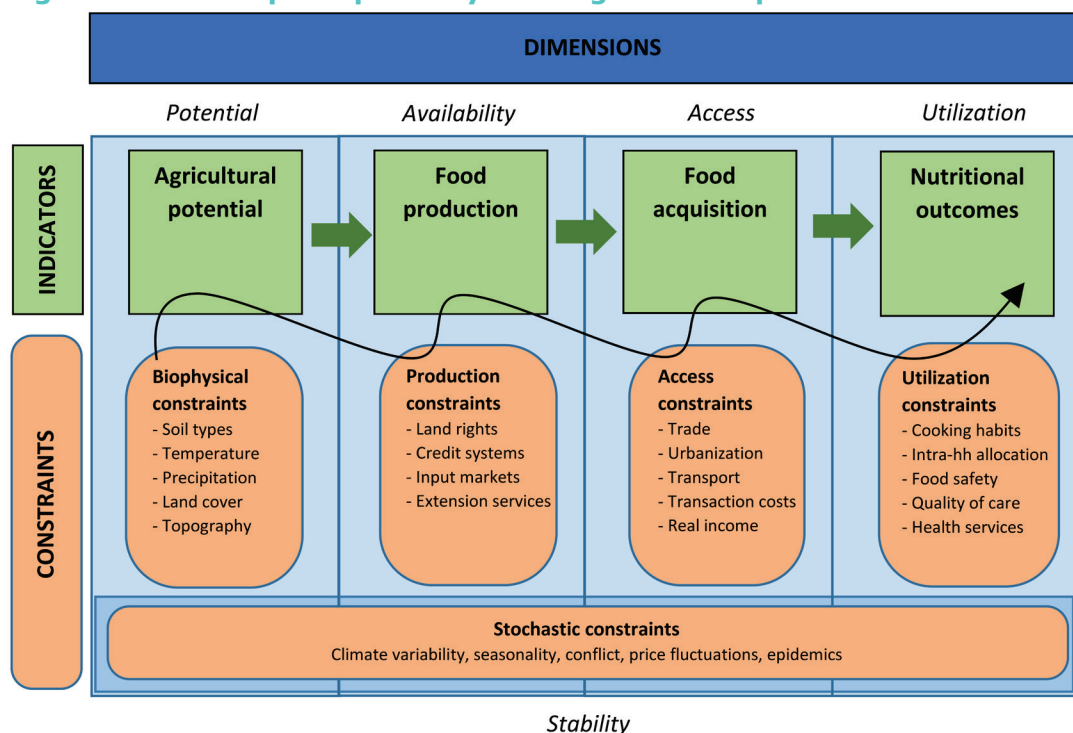 DIMENSIONS
Potential
Availability
Access
Utilization
INDICATORS
Agricultural
potential
Food
production
Food
acquisition
Nutritional
outcomes
CONSTRAINTS
Biophysical
constraints
- Soil types
- Temperature
- Precipitation
- Land cover
- Topography
Production
constraints
- Land rights
- Credit systems
- Input markets
- Extension services
Access
constraints
- Trade
- Urbanization
- Transport
- Transaction costs
- Real income
Utilization
constraints
- Cooking habits
- Intra-hh allocation
- Food safety
- Quality of care
- Health services
Stochastic constraints
Climate variability, seasonality, conflict, price fluctuations, epidemics
Stability